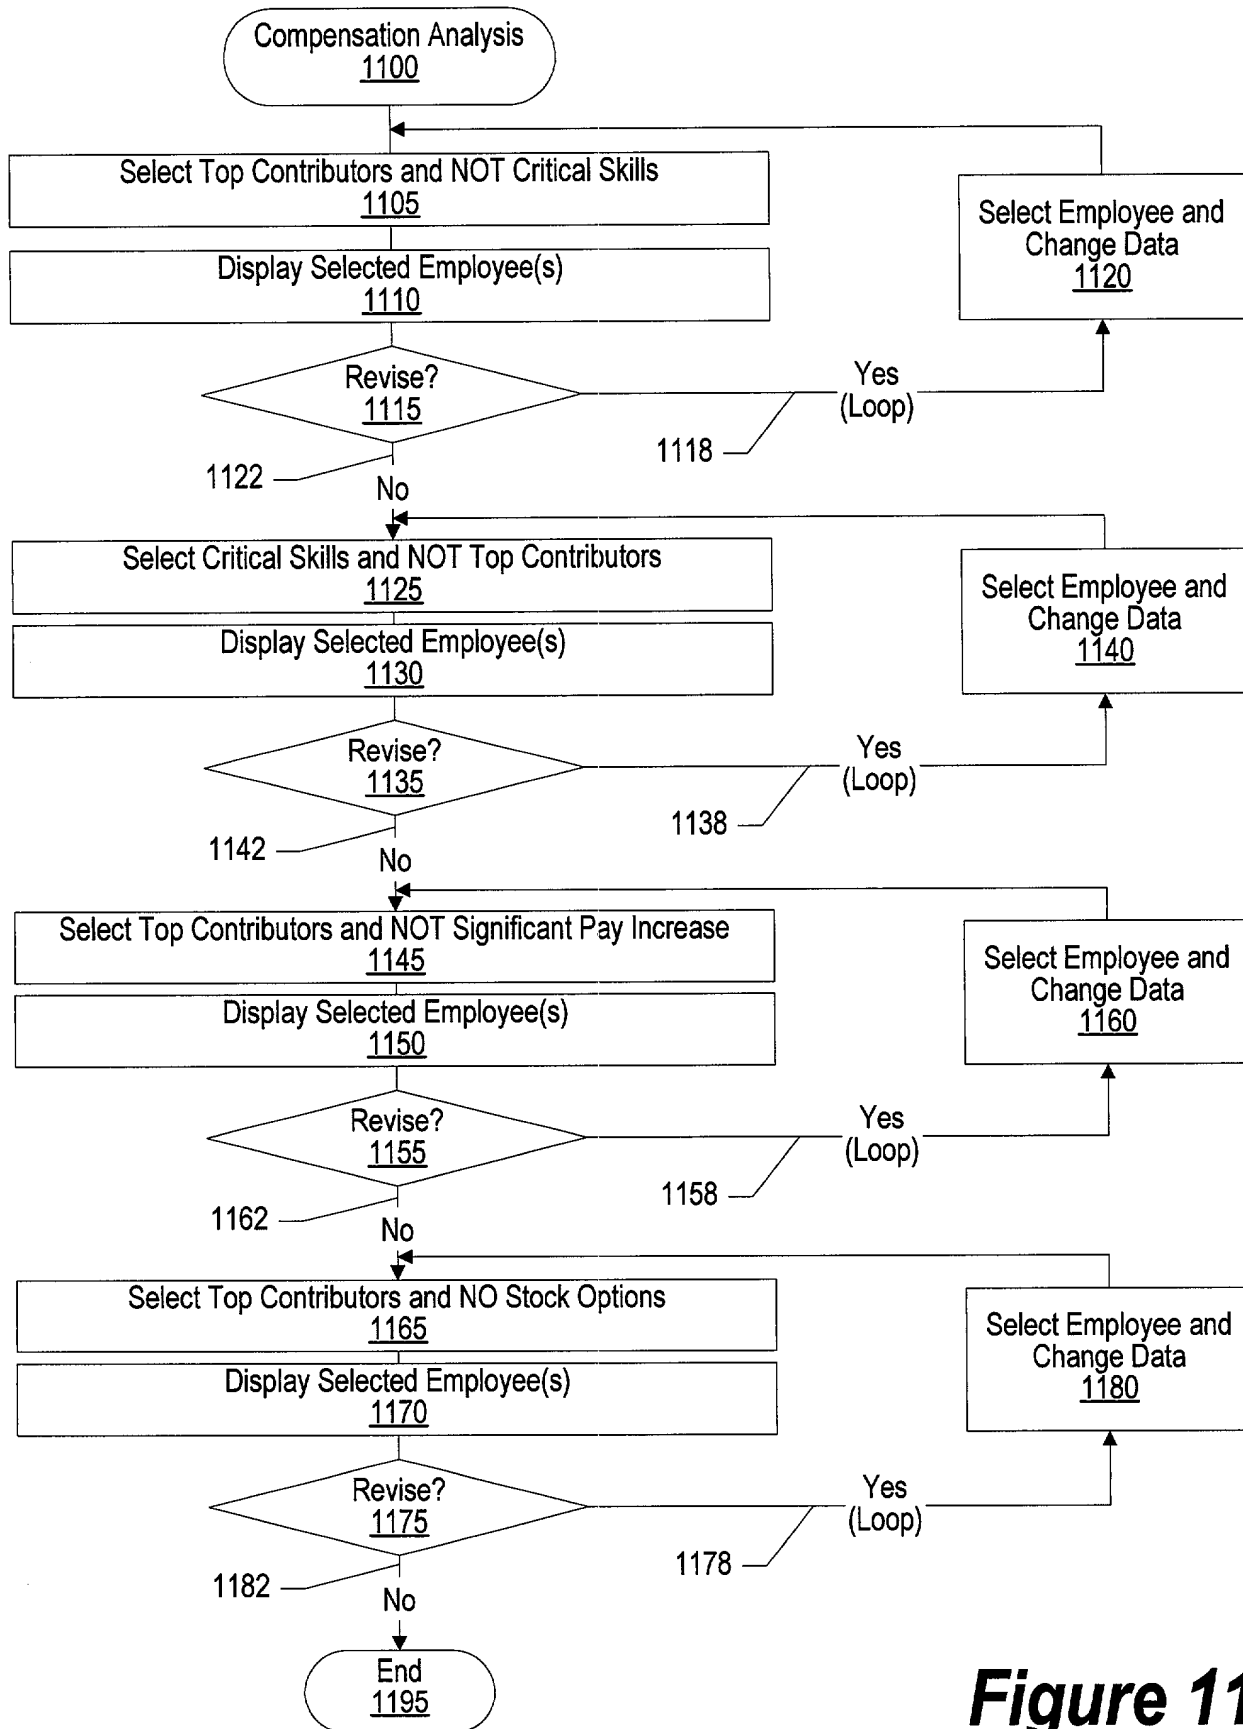 Compensation Analysis
1100
Select Top Contributors and NOT Critical Skills
1105
Select Employee and
Change Data
1120
Display Selected Employee(s)
1110
Revise?
1115
Yes
(Loop)
1118
1122
No
Select Critical Skills and NOT Top Contributors
1125
Select Employee and
Change Data
1140
Display Selected Employee(s)
1130
Revise?
1135
Yes
(Loop)
1138
1142
No
Select Top Contributors and NOT Significant Pay Increase
1145
Select Employee and
Change Data
1160
Display Selected Employee(s)
1150
Revise?
1155
Yes
(Loop)
1158
1162
No
Select Top Contributors and NO Stock Options
1165
Select Employee and
Change Data
1180
Display Selected Employee(s)
1170
Revise?
1175
Yes
(Loop)
1178
1182
No
End
1195
Figure 11